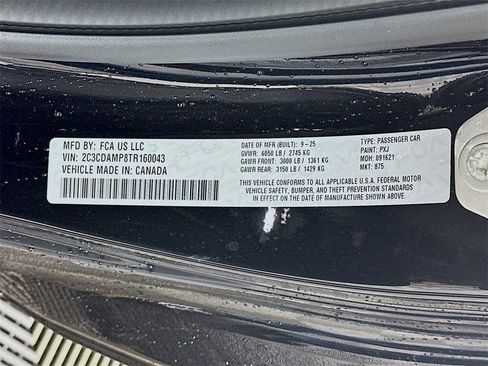 MFD BY: FCA US LLC
VIN: 2C3CDAMP8TR160043
VEHICLE MADE IN: CANADA
DATE OF MFR (BUILT): 9-25
GVWR: 6050 LB / 2745 KG
GAWR FRONT: 3000 LB / 1361 KG
GAWR REAR: 3150 LB / 1429 KG
TYPE: PASSENGER CAR
PAINT: PXJ
MDH: 091621
MKT: 875
THIS VEHICLE CONFORMS TO ALL APPLICABLE U.S.A. FEDERAL MOTOR
VEHICLE SAFETY, BUMPER, AND THEFT PREVENTION STANDARDS
IN EFFECT ON THE DATE OF MANUFACTURE SHOWN ABOVE.